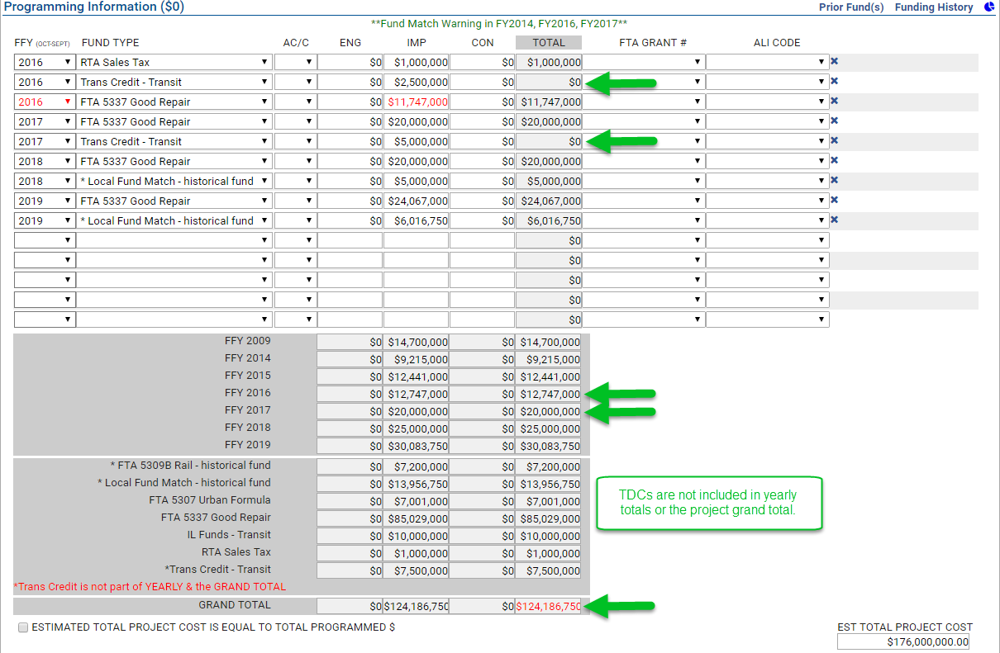 Programming Information ($0) Prior Fund(s) Funding History
**Fund Match Warning in FY2014, FY2016, FY2017**
FFY (OCT-SEPT) FUND TYPE AC/C ENG IMP CON TOTAL FTA GRANT # ALI CODE
2016 RTA Sales Tax $0 $1,000,000 $0 $1,000,000
2016 Trans Credit - Transit $0 $2,500,000 $0 $0
2016 FTA 5337 Good Repair $0 $11,747,000 $0 $11,747,000
2017 FTA 5337 Good Repair $0 $20,000,000 $0 $20,000,000
2017 Trans Credit - Transit $0 $5,000,000 $0 $0
2018 FTA 5337 Good Repair $0 $20,000,000 $0 $20,000,000
2018 * Local Fund Match - historical fund $0 $5,000,000 $0 $5,000,000
2019 FTA 5337 Good Repair $0 $24,067,000 $0 $24,067,000
2019 * Local Fund Match - historical fund $0 $6,016,750 $0 $6,016,750
$0
$0
$0
$0
$0
FFY 2009 $0 $14,700,000 $0 $14,700,000
FFY 2014 $0 $9,215,000 $0 $9,215,000
FFY 2015 $0 $12,441,000 $0 $12,441,000
FFY 2016 $0 $12,747,000 $0 $12,747,000
FFY 2017 $0 $20,000,000 $0 $20,000,000
FFY 2018 $0 $25,000,000 $0 $25,000,000
FFY 2019 $0 $30,083,750 $0 $30,083,750
* FTA 5309B Rail - historical fund $0 $7,200,000 $0 $7,200,000
* Local Fund Match - historical fund $0 $13,956,750 $0 $13,956,750
FTA 5307 Urban Formula $0 $7,001,000 $0 $7,001,000
FTA 5337 Good Repair $0 $85,029,000 $0 $85,029,000
IL Funds - Transit $0 $10,000,000 $0 $10,000,000
RTA Sales Tax $0 $1,000,000 $0 $1,000,000
*Trans Credit - Transit $0 $7,500,000 $0 $7,500,000
TDCs are not included in yearly
totals or the project grand total.
*Trans Credit is not part of YEARLY & the GRAND TOTAL
GRAND TOTAL $0 $124,186,750 $0 $124,186,750
ESTIMATED TOTAL PROJECT COST IS EQUAL TO TOTAL PROGRAMMED $ EST TOTAL PROJECT COST
$176,000,000.00